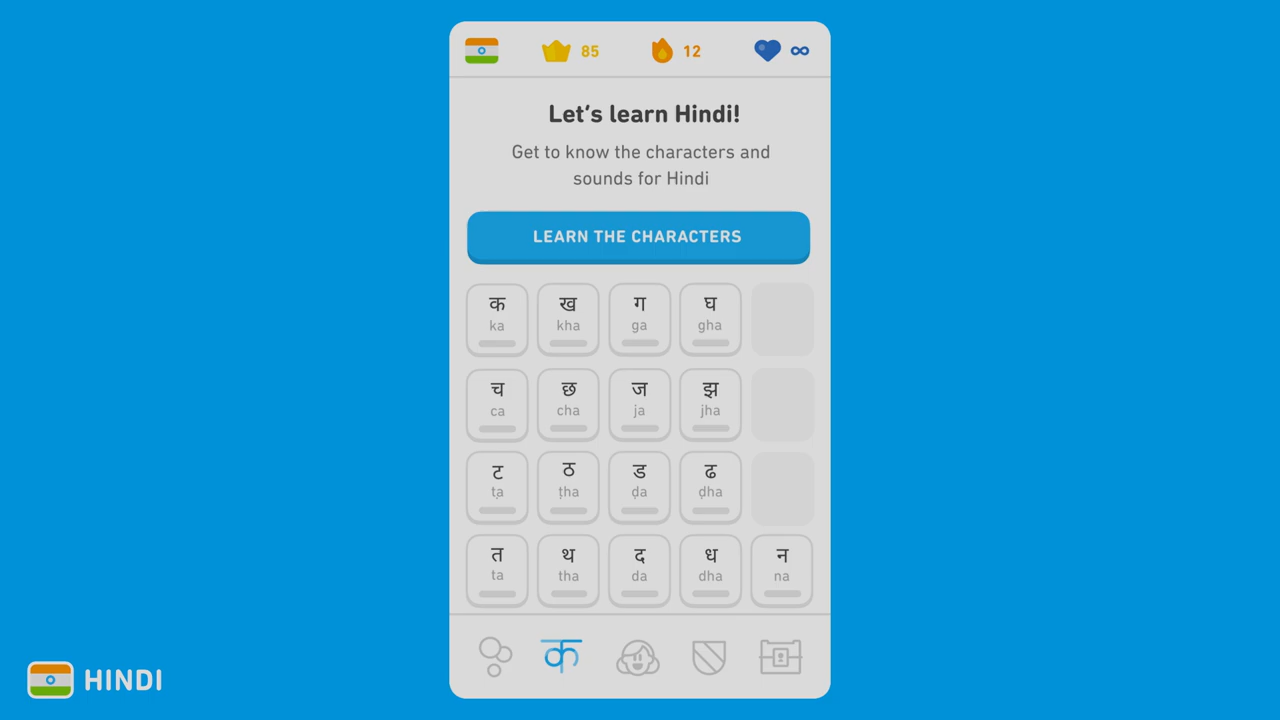 85 12 ∞
Let's learn Hindi!
Get to know the characters and
sounds for Hindi
LEARN THE CHARACTERS
क ख ग घ
ka kha ga gha
च छ ज झ
ca cha ja jha
ट ठ ड ढ
ṭa ṭha ḍa ḍha
त थ द ध न
ta tha da dha na
क
HINDI